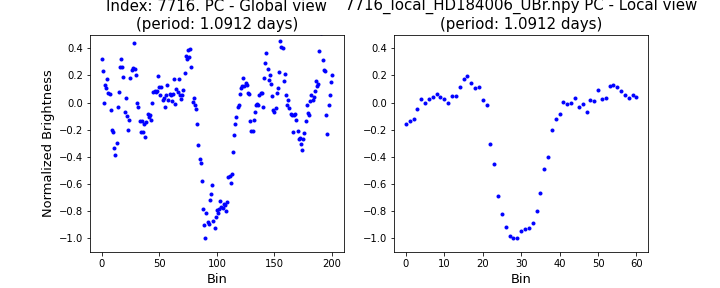 Index: 7716. PC - Global view
(period: 1.0912 days)
7716_local_HD184006_UBr.npy PC - Local view
(period: 1.0912 days)
Normalized Brightness
0.4
0.2
0.0
−0.2
−0.4
−0.6
−0.8
−1.0
0 50 100 150 200
Bin
0.4
0.2
0.0
−0.2
−0.4
−0.6
−0.8
−1.0
0 10 20 30 40 50 60
Bin